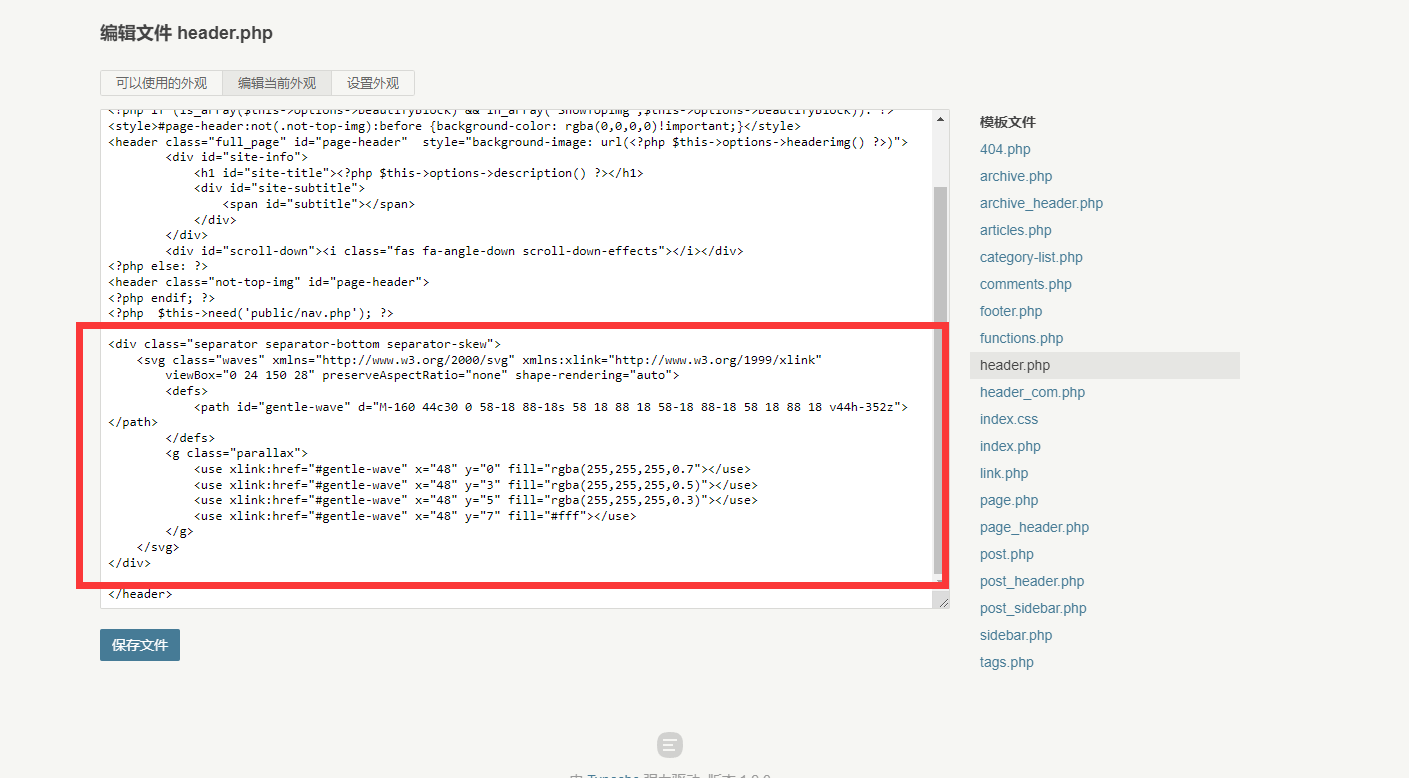 编辑文件 header.php
可以使用的外观 编辑当前外观 设置外观
<?php if (is_array($this->options->beautifyBlock) && in_array('ShowTopimg',$this->options->beautifyBlock)): ?>
<style>#page-header:not(.not-top-img):before {background-color: rgba(0,0,0,0)!important;}</style>
<header class="full_page" id="page-header"  style="background-image: url(<?php $this->options->headerimg() ?>)">
        <div id="site-info">
            <h1 id="site-title"><?php $this->options->description() ?></h1>
            <div id="site-subtitle">
                <span id="subtitle"></span>
            </div>
        </div>
        <div id="scroll-down"><i class="fas fa-angle-down scroll-down-effects"></i></div>
<?php else: ?>
<header class="not-top-img" id="page-header">
<?php endif; ?>
<?php  $this->need('public/nav.php'); ?>
<div class="separator separator-bottom separator-skew">
    <svg class="waves" xmlns="http://www.w3.org/2000/svg" xmlns:xlink="http://www.w3.org/1999/xlink"
        viewBox="0 24 150 28" preserveAspectRatio="none" shape-rendering="auto">
        <defs>
            <path id="gentle-wave" d="M-160 44c30 0 58-18 88-18s 58 18 88 18 58-18 88-18 58 18 88 18 v44h-352z">
</path>
        </defs>
        <g class="parallax">
            <use xlink:href="#gentle-wave" x="48" y="0" fill="rgba(255,255,255,0.7"></use>
            <use xlink:href="#gentle-wave" x="48" y="3" fill="rgba(255,255,255,0.5)"></use>
            <use xlink:href="#gentle-wave" x="48" y="5" fill="rgba(255,255,255,0.3)"></use>
            <use xlink:href="#gentle-wave" x="48" y="7" fill="#fff"></use>
        </g>
    </svg>
</div>
</header>
保存文件
模板文件
404.php
archive.php
archive_header.php
articles.php
category-list.php
comments.php
footer.php
functions.php
header.php
header_com.php
index.css
index.php
link.php
page.php
page_header.php
post.php
post_header.php
post_sidebar.php
sidebar.php
tags.php